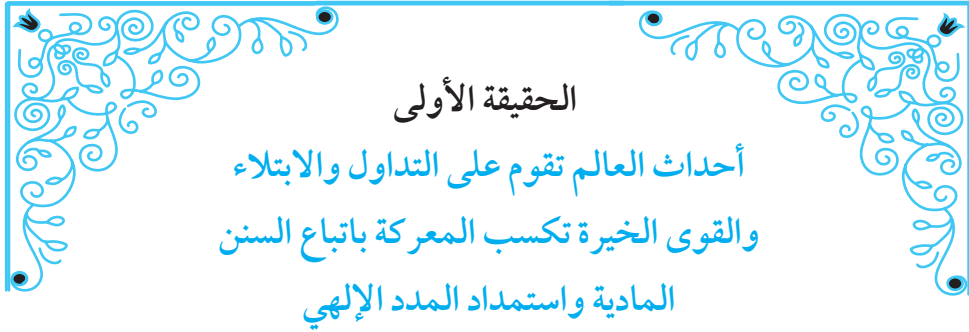 الحقيقة الأولى
أحداث العالم تقوم على التداول والابتلاء
والقوى الخيرة تكسب المعركة باتباع السنن
المادية واستمداد المدد الإلهي